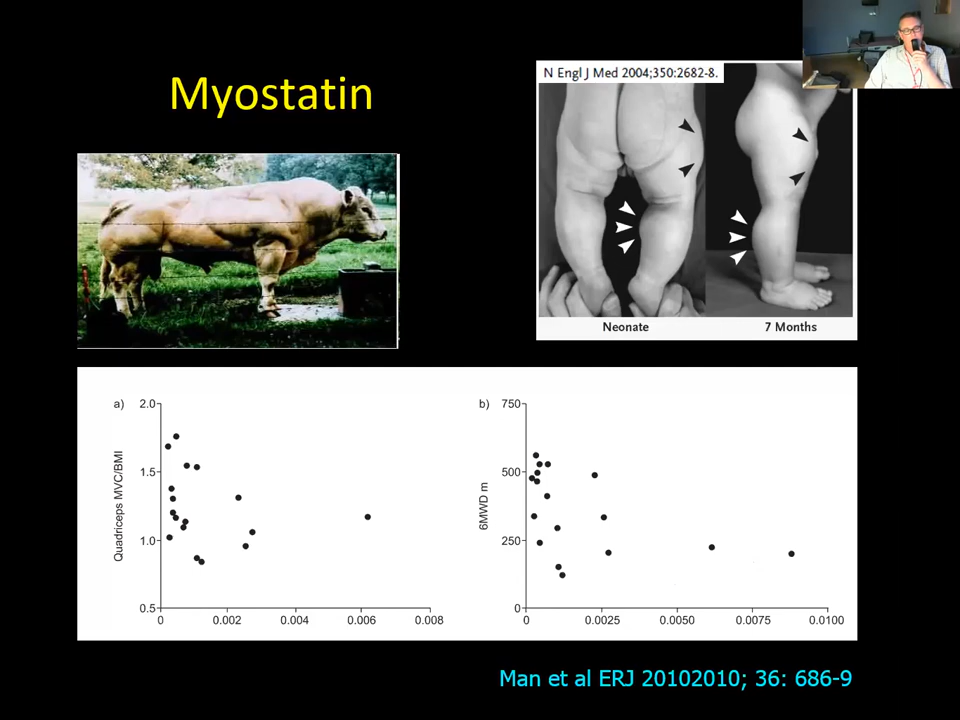 Myostatin
N Engl J Med 2004;350:2682-8.
Neonate
7 Months
a)
2.0
1.5
1.0
0.5
Quadriceps MVC/BMI
0
0.002
0.004
0.006
0.008
b)
750
500
250
0
6MWD m
0
0.0025
0.0050
0.0075
0.0100
Man et al ERJ 20102010; 36: 686-9